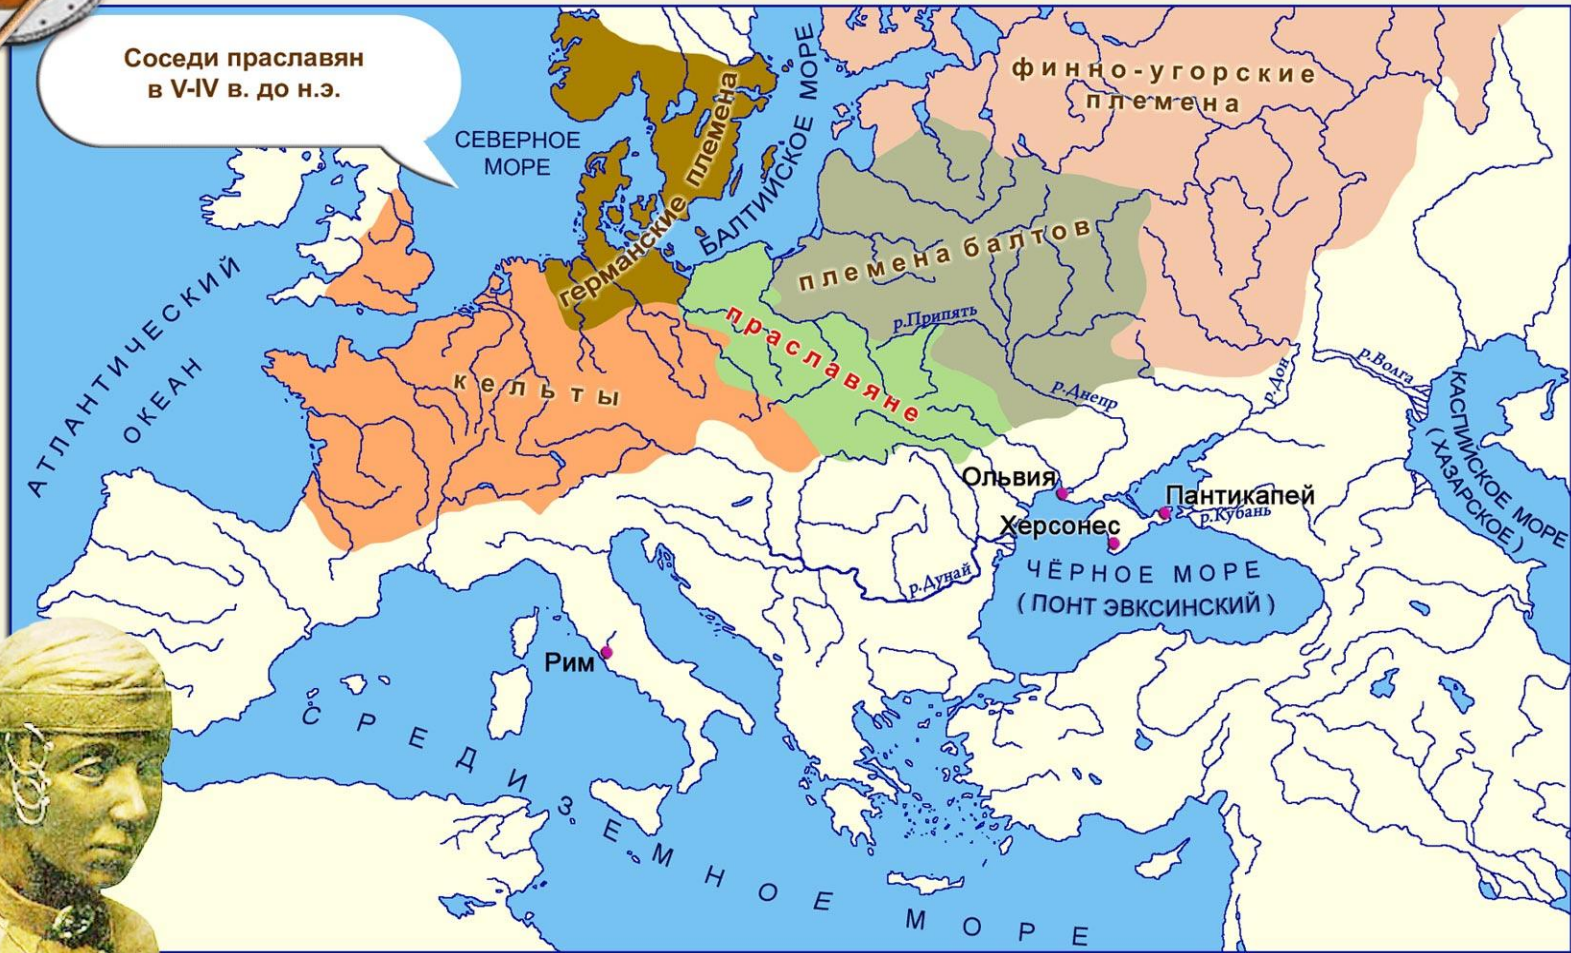 Соседи праславян
в V-IV в. до н.э.
СЕВЕРНОЕ
МОРЕ
БАЛТИЙСКОЕ МОРЕ
финно-угорские
племена
германские племена
племена балтов
АТЛАНТИЧЕСКИЙ
ОКЕАН
праславяне
р.Припять
кельты
р.Днепр
р.Дон
р.Волга
КАСПИЙСКОЕ МОРЕ
( ХАЗАРСКОЕ )
Ольвия
Пантикапей
р.Кубань
Херсонес
р.Дунай
ЧЁРНОЕ МОРЕ
( ПОНТ ЭВКСИНСКИЙ )
Рим
СРЕДИЗЕМНОЕ МОРЕ